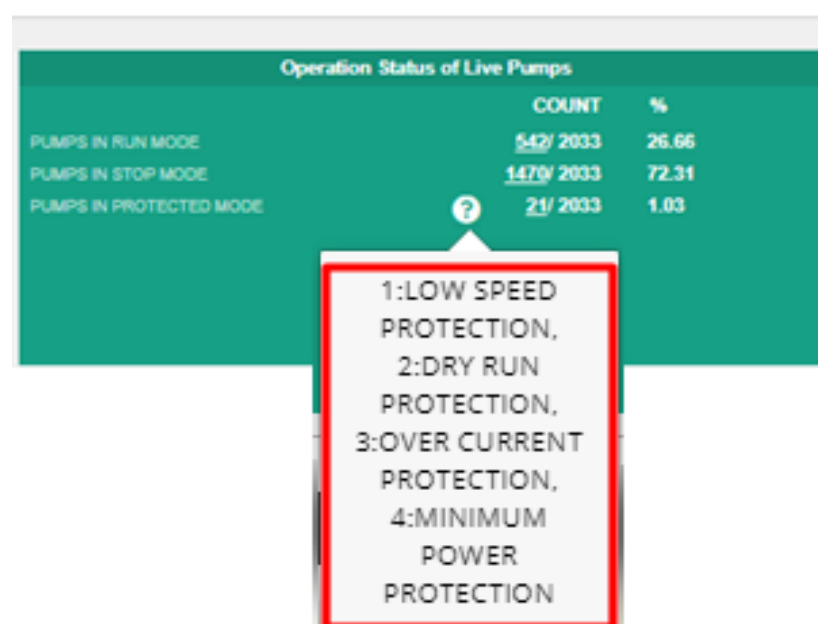 Operation Status of Live Pumps
COUNT %
PUMPS IN RUN MODE 542/ 2033 26.66
PUMPS IN STOP MODE 1470/ 2033 72.31
PUMPS IN PROTECTED MODE ? 21/ 2033 1.03
1:LOW SPEED
PROTECTION,
2:DRY RUN
PROTECTION,
3:OVER CURRENT
PROTECTION,
4:MINIMUM
POWER
PROTECTION